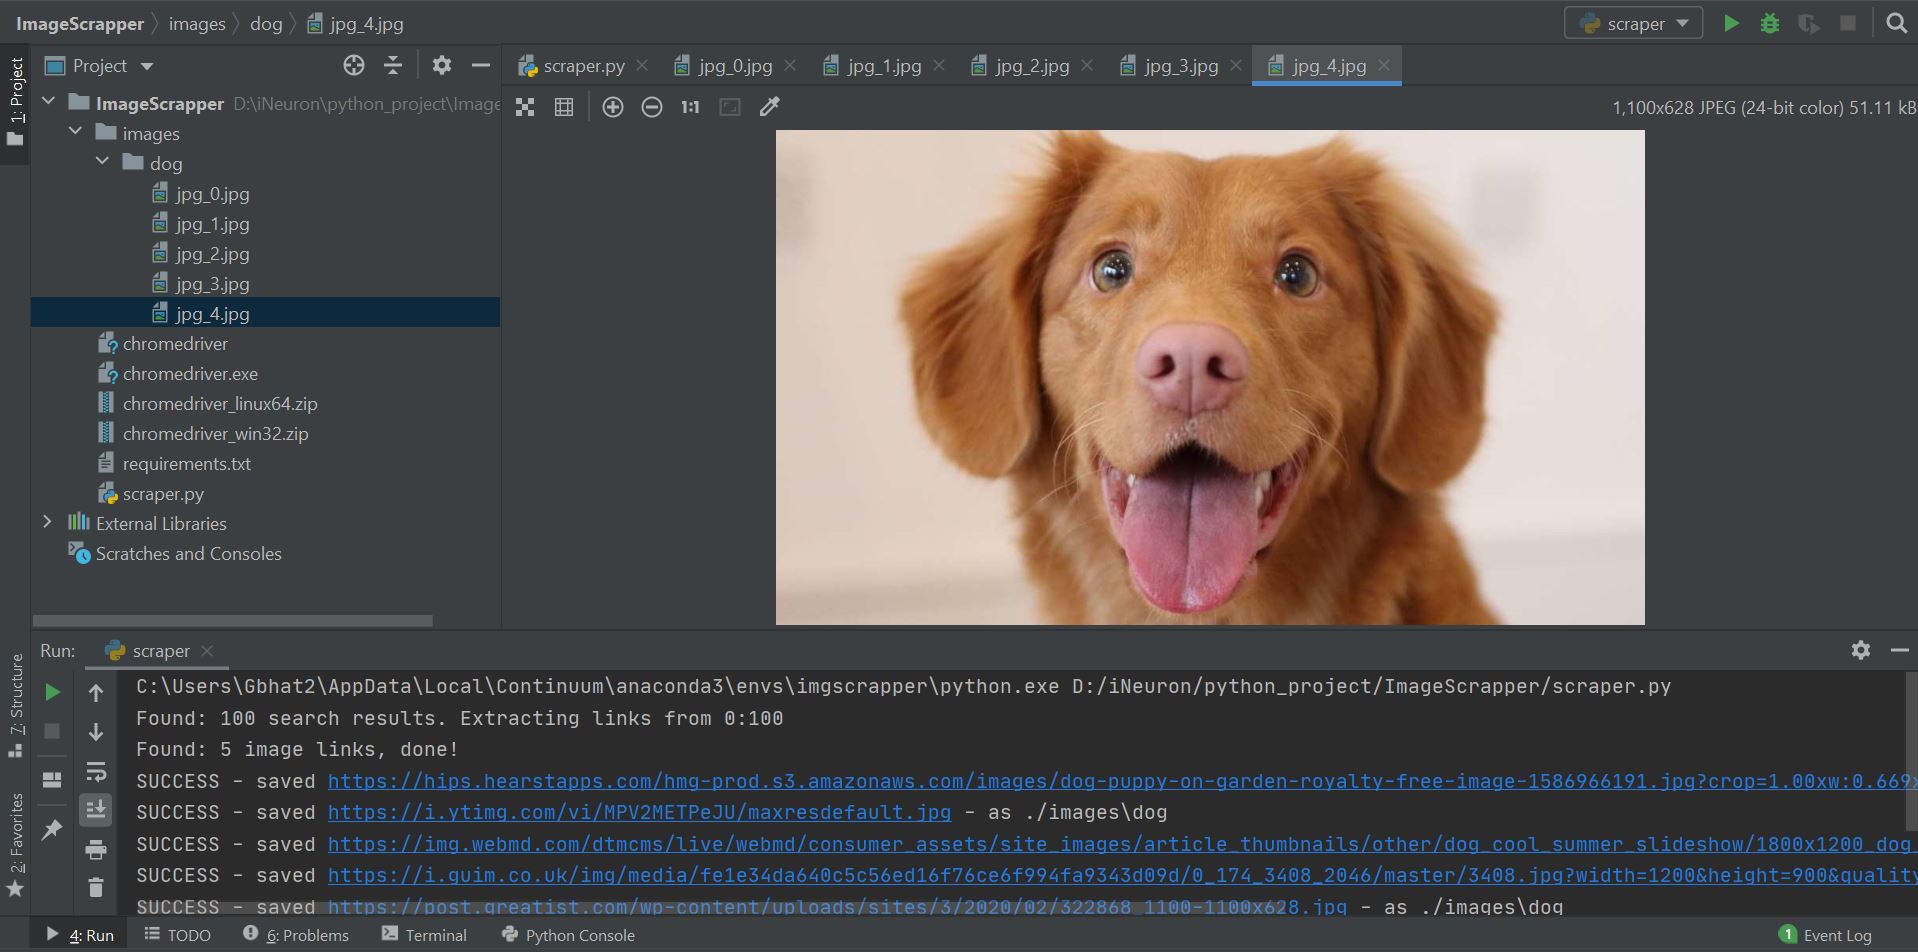 ImageScrapper images dog jpg_4.jpg scraper
1: Project
Project
scraper.py jpg_0.jpg jpg_1.jpg jpg_2.jpg jpg_3.jpg jpg_4.jpg
1:1
1,100x628 JPEG (24-bit color) 51.11 kB
ImageScrapper D:\iNeuron\python_project\Image
images
dog
jpg_0.jpg
jpg_1.jpg
jpg_2.jpg
jpg_3.jpg
jpg_4.jpg
chromedriver
chromedriver.exe
chromedriver_linux64.zip
chromedriver_win32.zip
requirements.txt
scraper.py
External Libraries
Scratches and Consoles
7: Structure
2: Favorites
Run: scraper
C:\Users\Gbhat2\AppData\Local\Continuum\anaconda3\envs\imgscrapper\python.exe D:/iNeuron/python_project/ImageScrapper/scraper.py
Found: 100 search results. Extracting links from 0:100
Found: 5 image links, done!
SUCCESS - saved https://hips.hearstapps.com/hmg-prod.s3.amazonaws.com/images/dog-puppy-on-garden-royalty-free-image-1586966191.jpg?crop=1.00xw:0.669x
SUCCESS - saved https://i.ytimg.com/vi/MPV2METPeJU/maxresdefault.jpg - as ./images\dog
SUCCESS - saved https://img.webmd.com/dtmcms/live/webmd/consumer_assets/site_images/article_thumbnails/other/dog_cool_summer_slideshow/1800x1200_dog_
SUCCESS - saved https://i.guim.co.uk/img/media/fe1e34da640c5c56ed16f76ce6f994fa9343d09d/0_174_3408_2046/master/3408.jpg?width=1200&height=900&quality
SUCCESS - saved https://post.greatist.com/wp-content/uploads/sites/3/2020/02/322868_1100-1100x628.jpg - as ./images\dog
4: Run TODO 6: Problems Terminal Python Console 1 Event Log